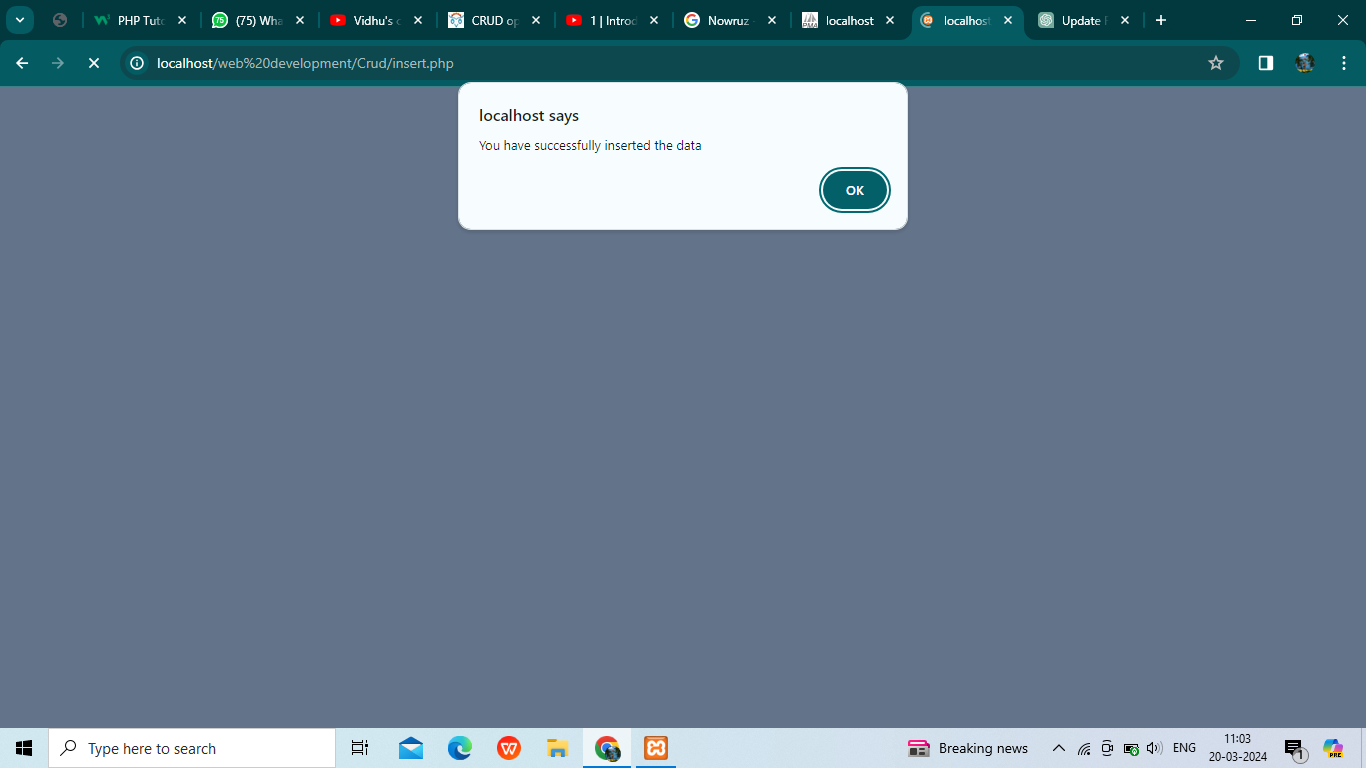 PHP Tuto
(75) Wha
Vidhu's c
CRUD op
1 | Introd
Nowruz
localhost
localhost
Update P
localhost/web%20development/Crud/insert.php
localhost says
You have successfully inserted the data
OK
Type here to search
Breaking news
ENG
11:03
20-03-2024
1